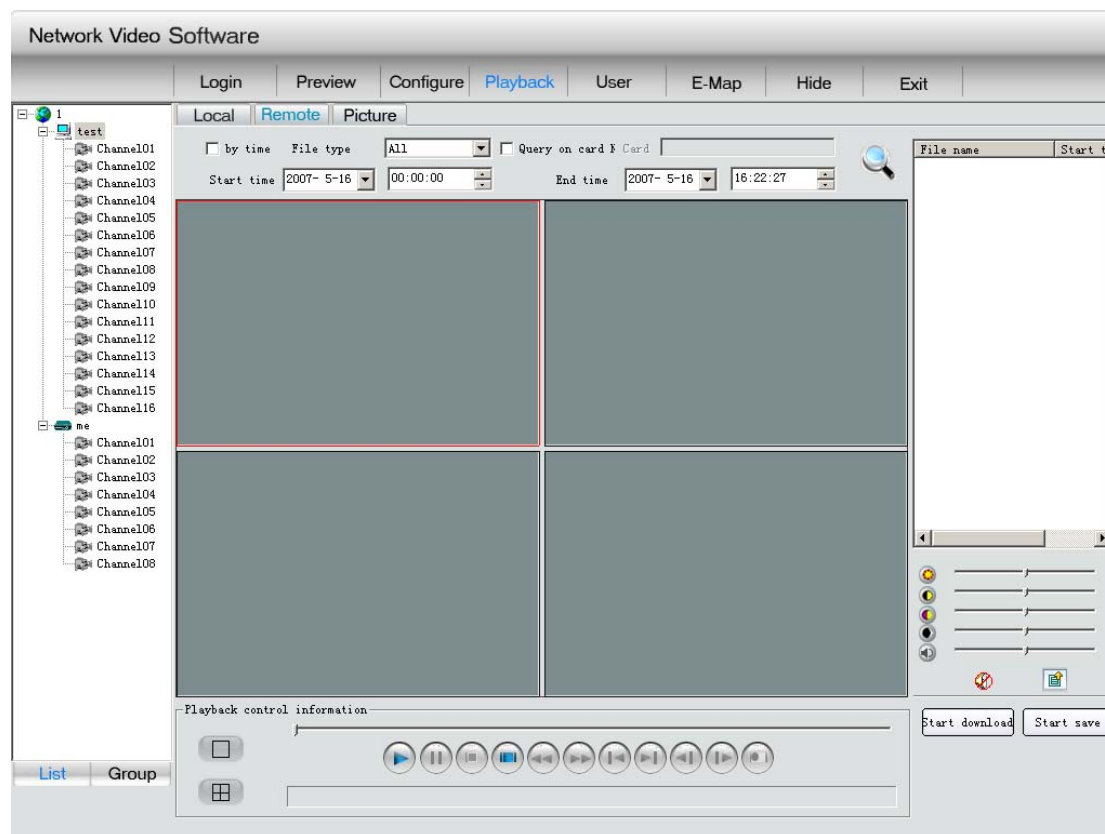 Network Video Software
Login Preview Configure Playback User E-Map Hide Exit
Local Remote Picture
1
test
Channel01
Channel02
Channel03
Channel04
Channel05
Channel06
Channel07
Channel08
Channel09
Channel10
Channel11
Channel12
Channel13
Channel14
Channel15
Channel16
me
Channel01
Channel02
Channel03
Channel04
Channel05
Channel06
Channel07
Channel08
List Group
by time File type All Query on card Card
Start time 2007- 5-16 00:00:00 End time 2007- 5-16 16:22:27
File name Start t
Playback control information
Start download Start save